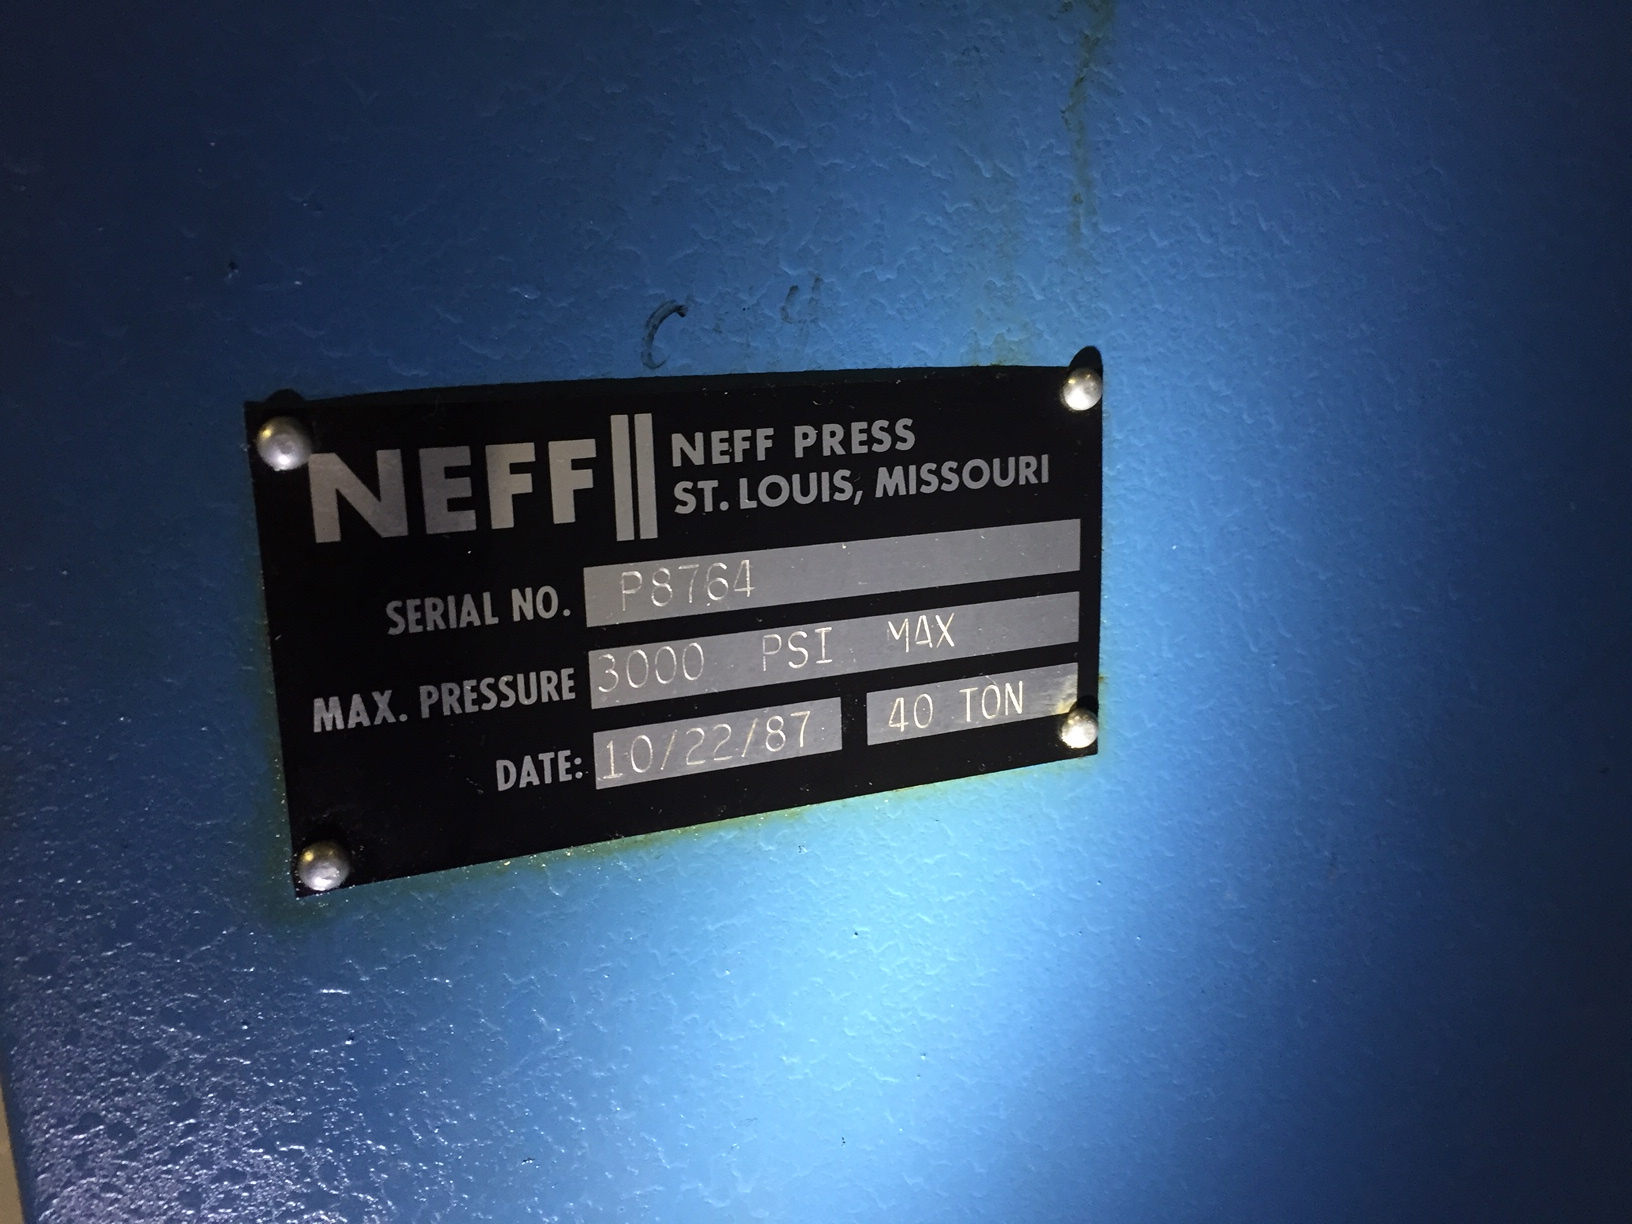 NEFF
NEFF PRESS
ST. LOUIS, MISSOURI
SERIAL NO. P8764
MAX. PRESSURE 3000 PSI MAX
DATE: 10/22/87 40 TON